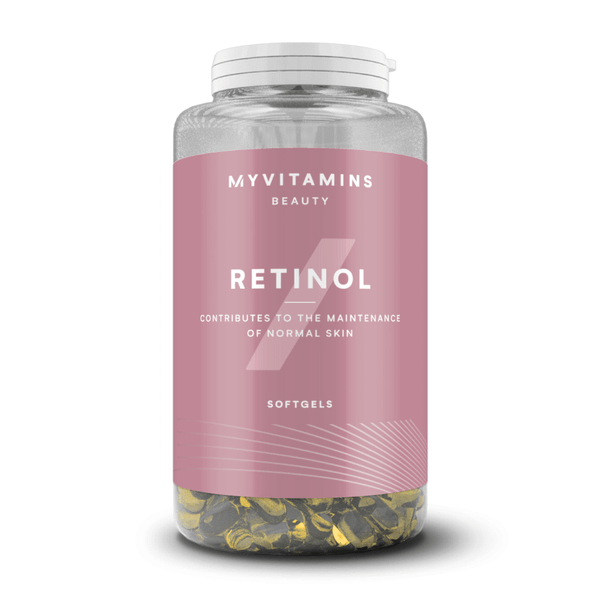 MYVITAMINS
BEAUTY
RETINOL
CONTRIBUTES TO THE MAINTENANCE
OF NORMAL SKIN
SOFTGELS